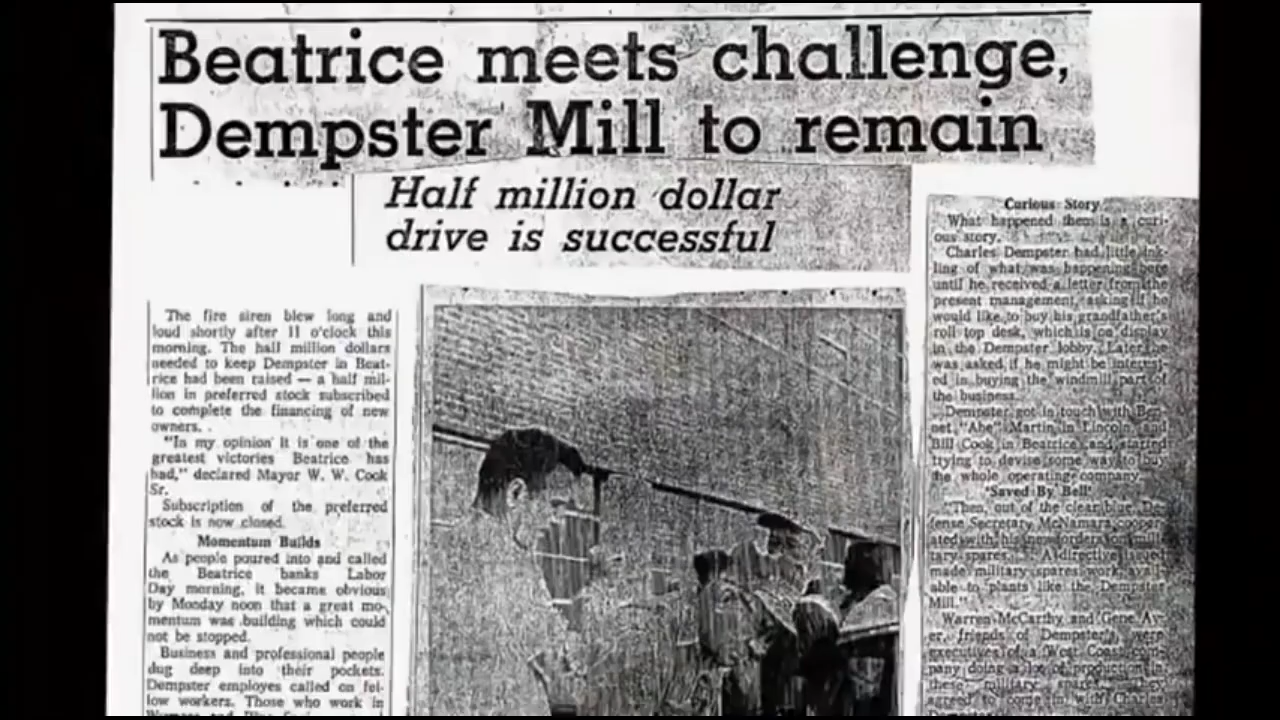 Beatrice meets challenge,
Dempster Mill to remain
Half million dollar
drive is successful
The fire siren blew long and
loud shortly after 11 o'clock this
morning. The half million dollars
needed to keep Dempster in Beat-
rice had been raised — a half mil-
lion in preferred stock subscribed
to complete the financing of new
owners.
"In my opinion it is one of the
greatest victories Beatrice has
had," declared Mayor W. W. Cook
Sr.
Subscription of the preferred
stock is now closed.
Momentum Builds
As people poured into and called
the Beatrice banks Labor
Day morning, it became obvious
by Monday noon that a great mo-
mentum was building which could
not be stopped.
Business and professional people
dug deep into their pockets.
Dempster employes called on fel-
low workers. Those who work in
Curious Story
What happened them is a curi-
ous story.
Charles Dempster had little ink-
ling of what was happening here
until he received a letter from the
present management, asking if he
would like to buy his grandfather's
roll top desk, which is on display
in the Dempster lobby. Later he
was asked if he might be interest-
ed in buying the windmill part of
the business.
Dempster got in touch with Ben-
net "Abe" Martin in Lincoln and
Bill Cook in Beatrice and started
trying to devise some way to buy
the whole operating company.
'Saved By Bell'
"Then, out of the clear blue, De-
fense Secretary McNamara cooper-
ated with his new orders on mili-
tary spares. A directive issued
made military spares work avail-
able to plants like the Dempster
Mill."
Warren McCarthy and Gene Av-
er, friends of Dempster's, were
executives of a West Coast com-
pany doing a lot of production in
these military spares. They
agreed to come in with Charles